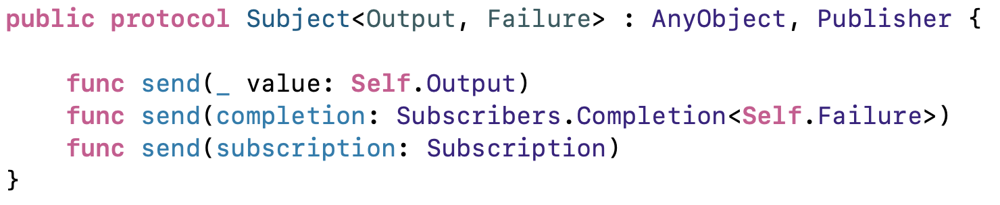 public protocol Subject<Output, Failure> : AnyObject, Publisher {
func send(_ value: Self.Output)
func send(completion: Subscribers.Completion<Self.Failure>)
func send(subscription: Subscription)
}